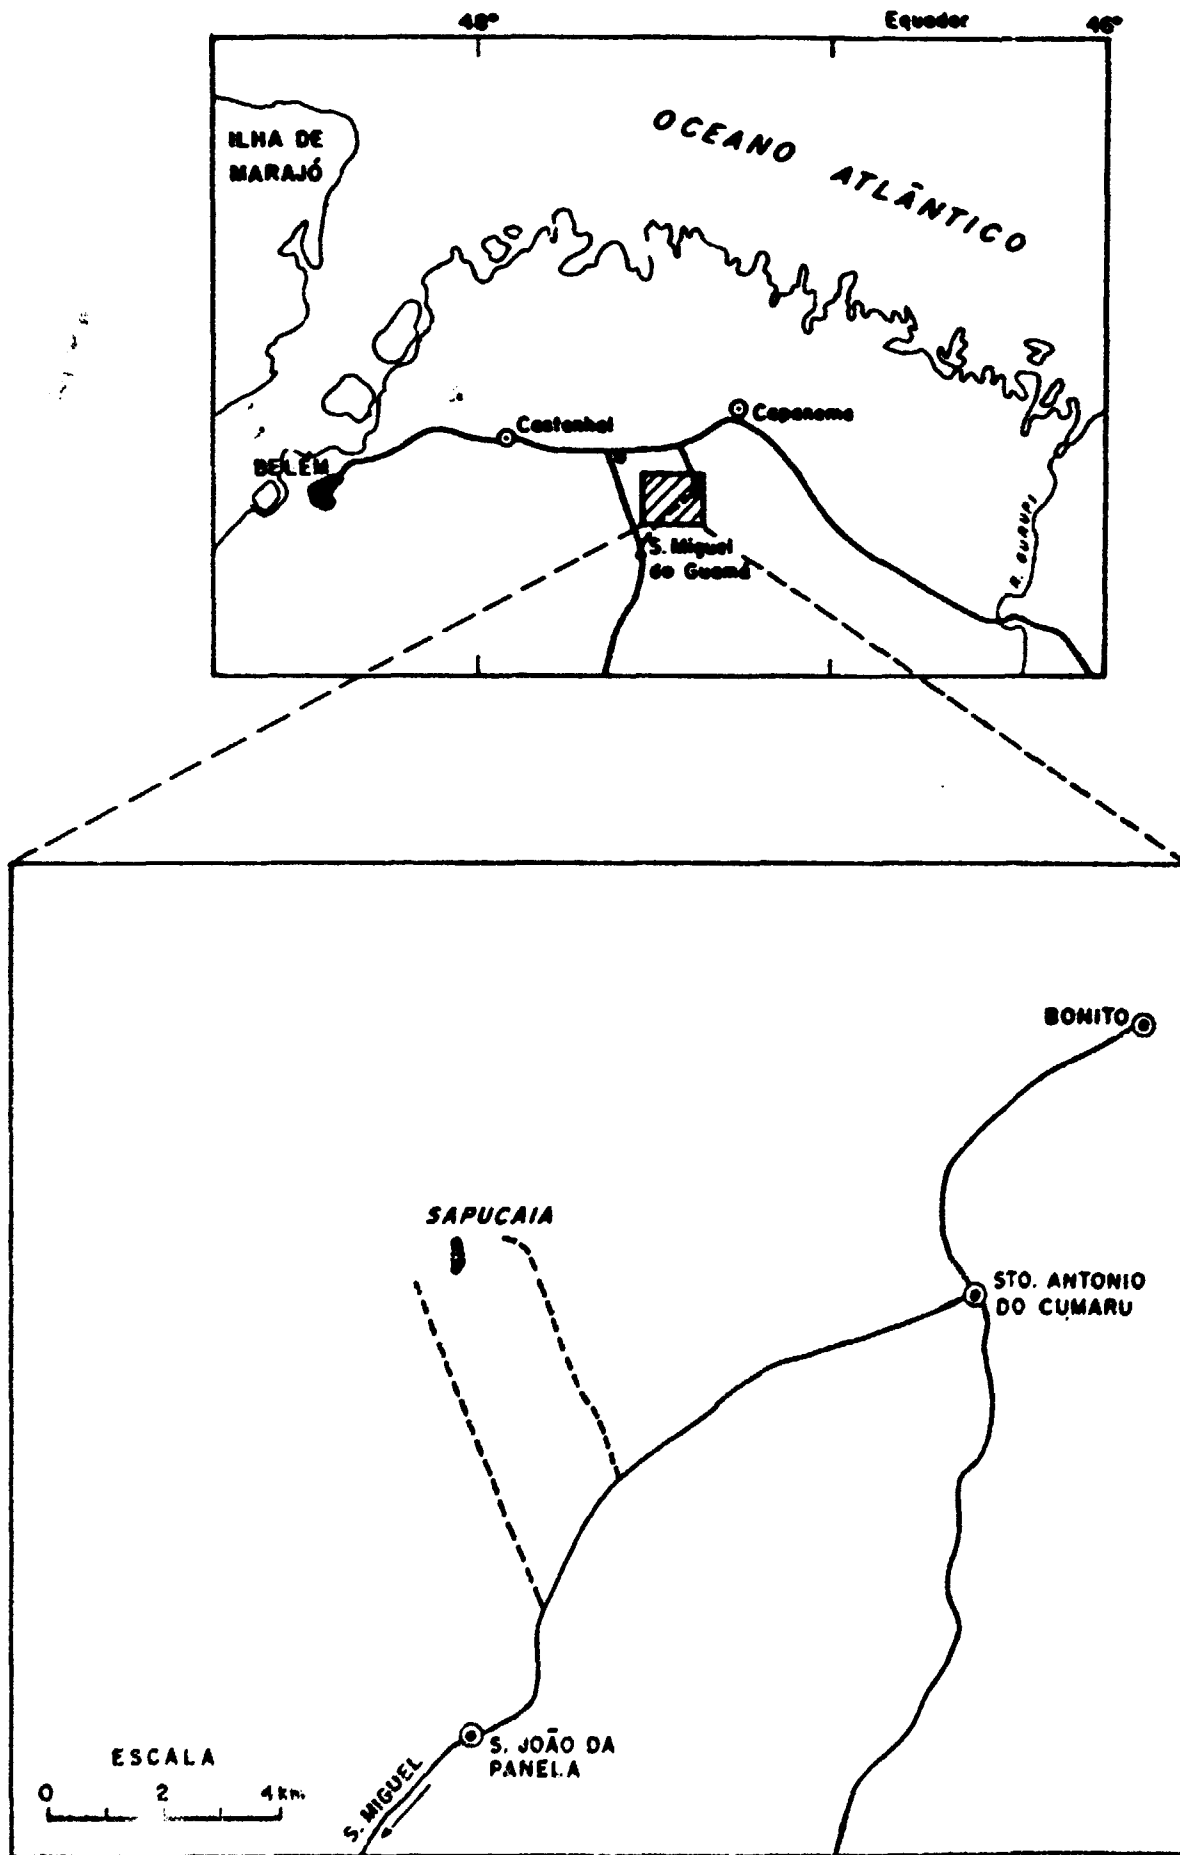 48°
Equador
46°
ILHA DE
MARAJÓ
OCEANO ATLÂNTICO
Castanhal
Capanema
BELÉM
S. Miguel
do Guamá
R. GURUPI
BONITO
SAPUCAIA
STO. ANTONIO
DO CUMARU
S. JOÃO DA
PANELA
ESCALA
0 2 4 km.
S. MIGUEL